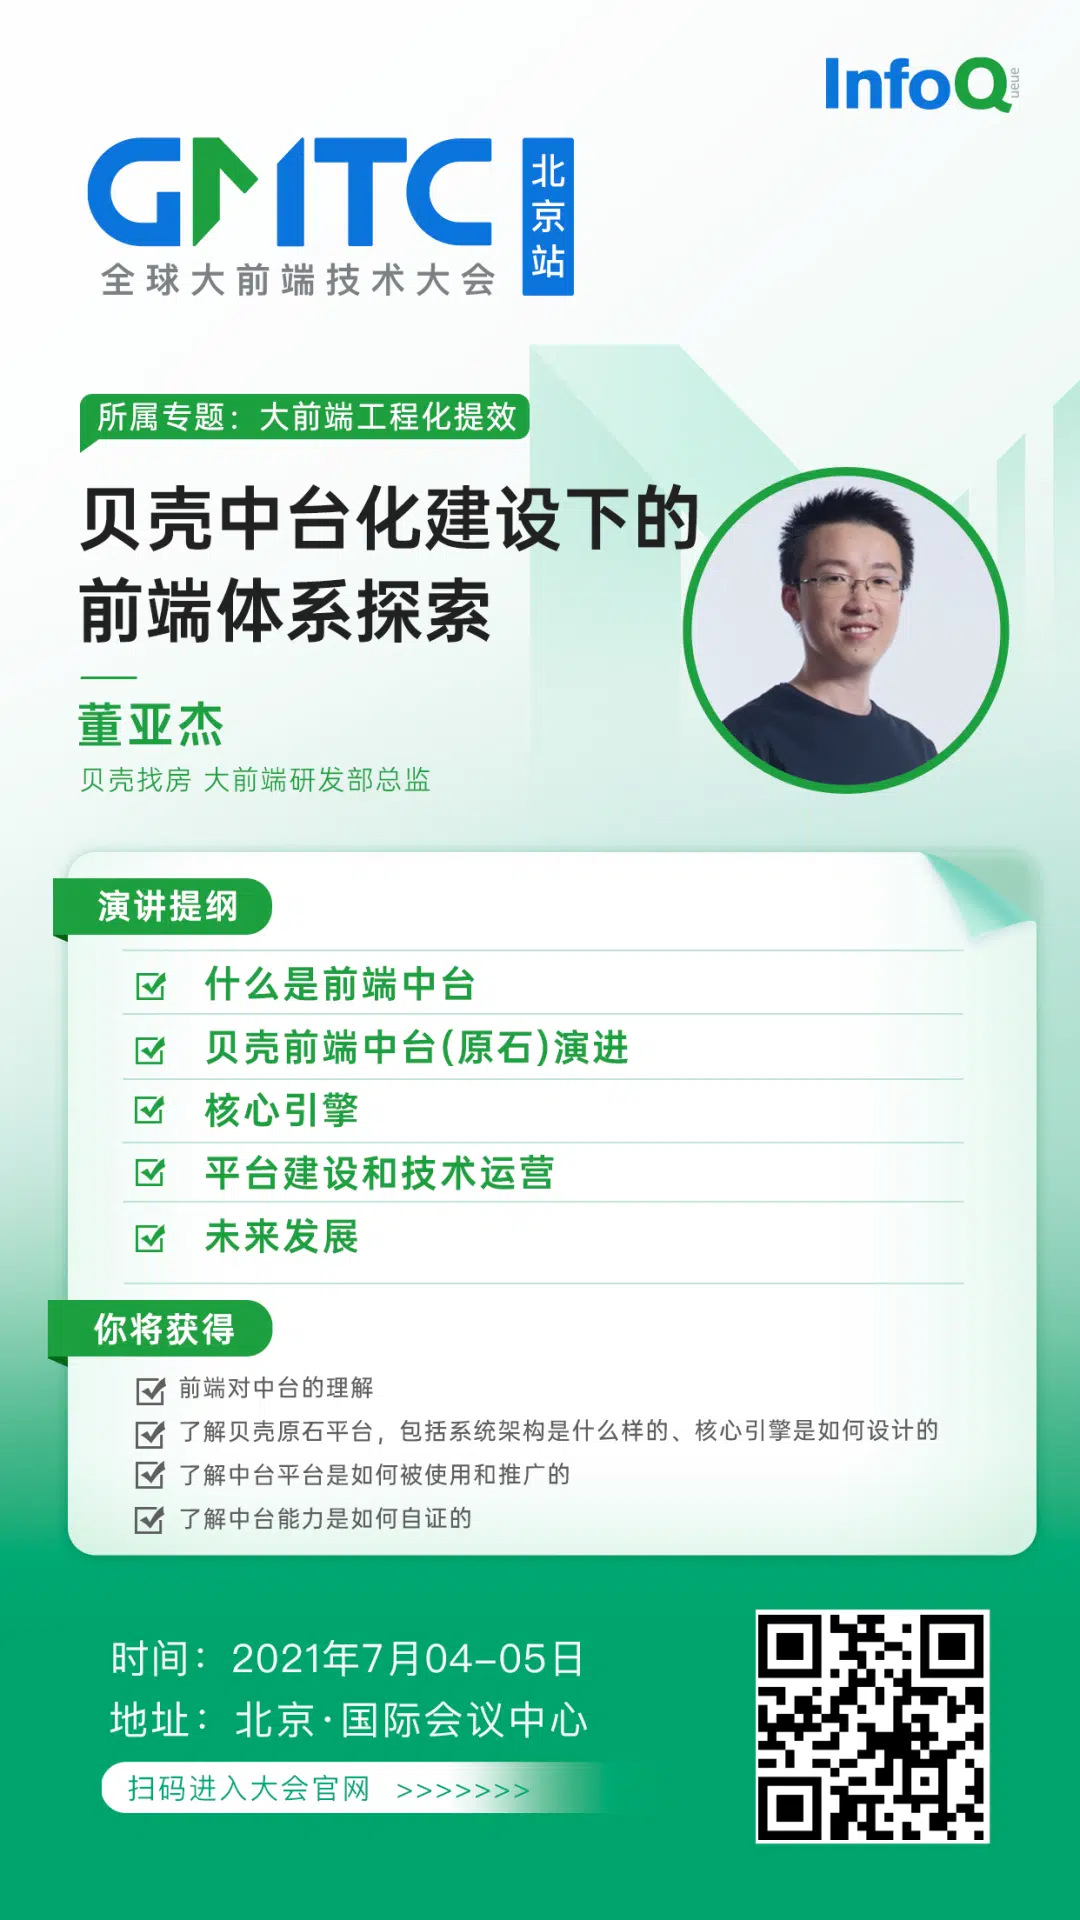 InfoQ
ueue
GMTC
北京站
全球大前端技术大会
所属专题：大前端工程化提效
贝壳中台化建设下的
前端体系探索
董亚杰
贝壳找房 大前端研发部总监
演讲提纲
什么是前端中台
贝壳前端中台(原石)演进
核心引擎
平台建设和技术运营
未来发展
你将获得
前端对中台的理解
了解贝壳原石平台，包括系统架构是什么样的、核心引擎是如何设计的
了解中台平台是如何被使用和推广的
了解中台能力是如何自证的
时间：2021年7月04-05日
地址：北京·国际会议中心
扫码进入大会官网 >>>>>>>